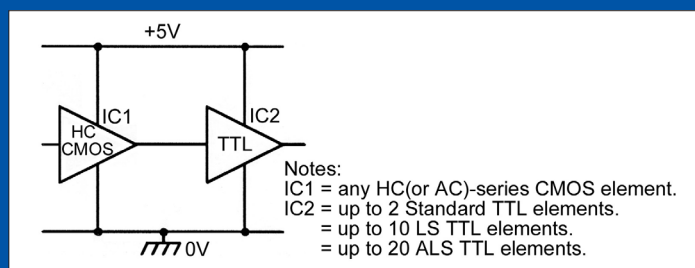 +5V
IC1
IC2
HC
CMOS
TTL
Notes:
IC1 = any HC(or AC)-series CMOS element.
IC2 = up to 2 Standard TTL elements.
= up to 10 LS TTL elements.
= up to 20 ALS TTL elements.
0V